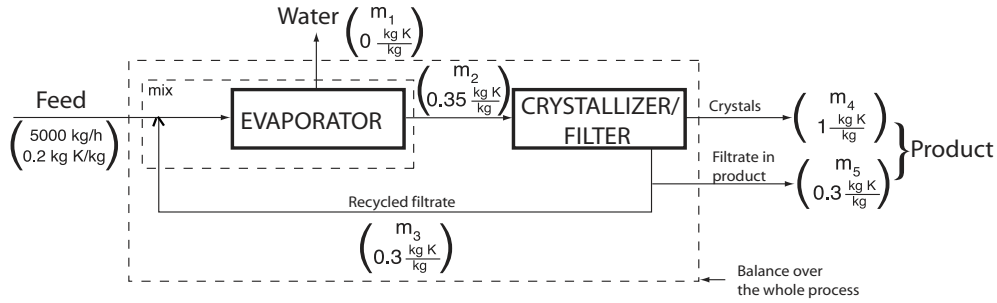 Water
m1
0 kg K
kg
mix
Feed
5000 kg/h
0.2 kg K/kg
EVAPORATOR
m2
0.35 kg K
kg
CRYSTALLIZER/
FILTER
Crystals
m4
1 kg K
kg
Filtrate in
product
m5
0.3 kg K
kg
Product
Recycled filtrate
m3
0.3 kg K
kg
Balance over
the whole process